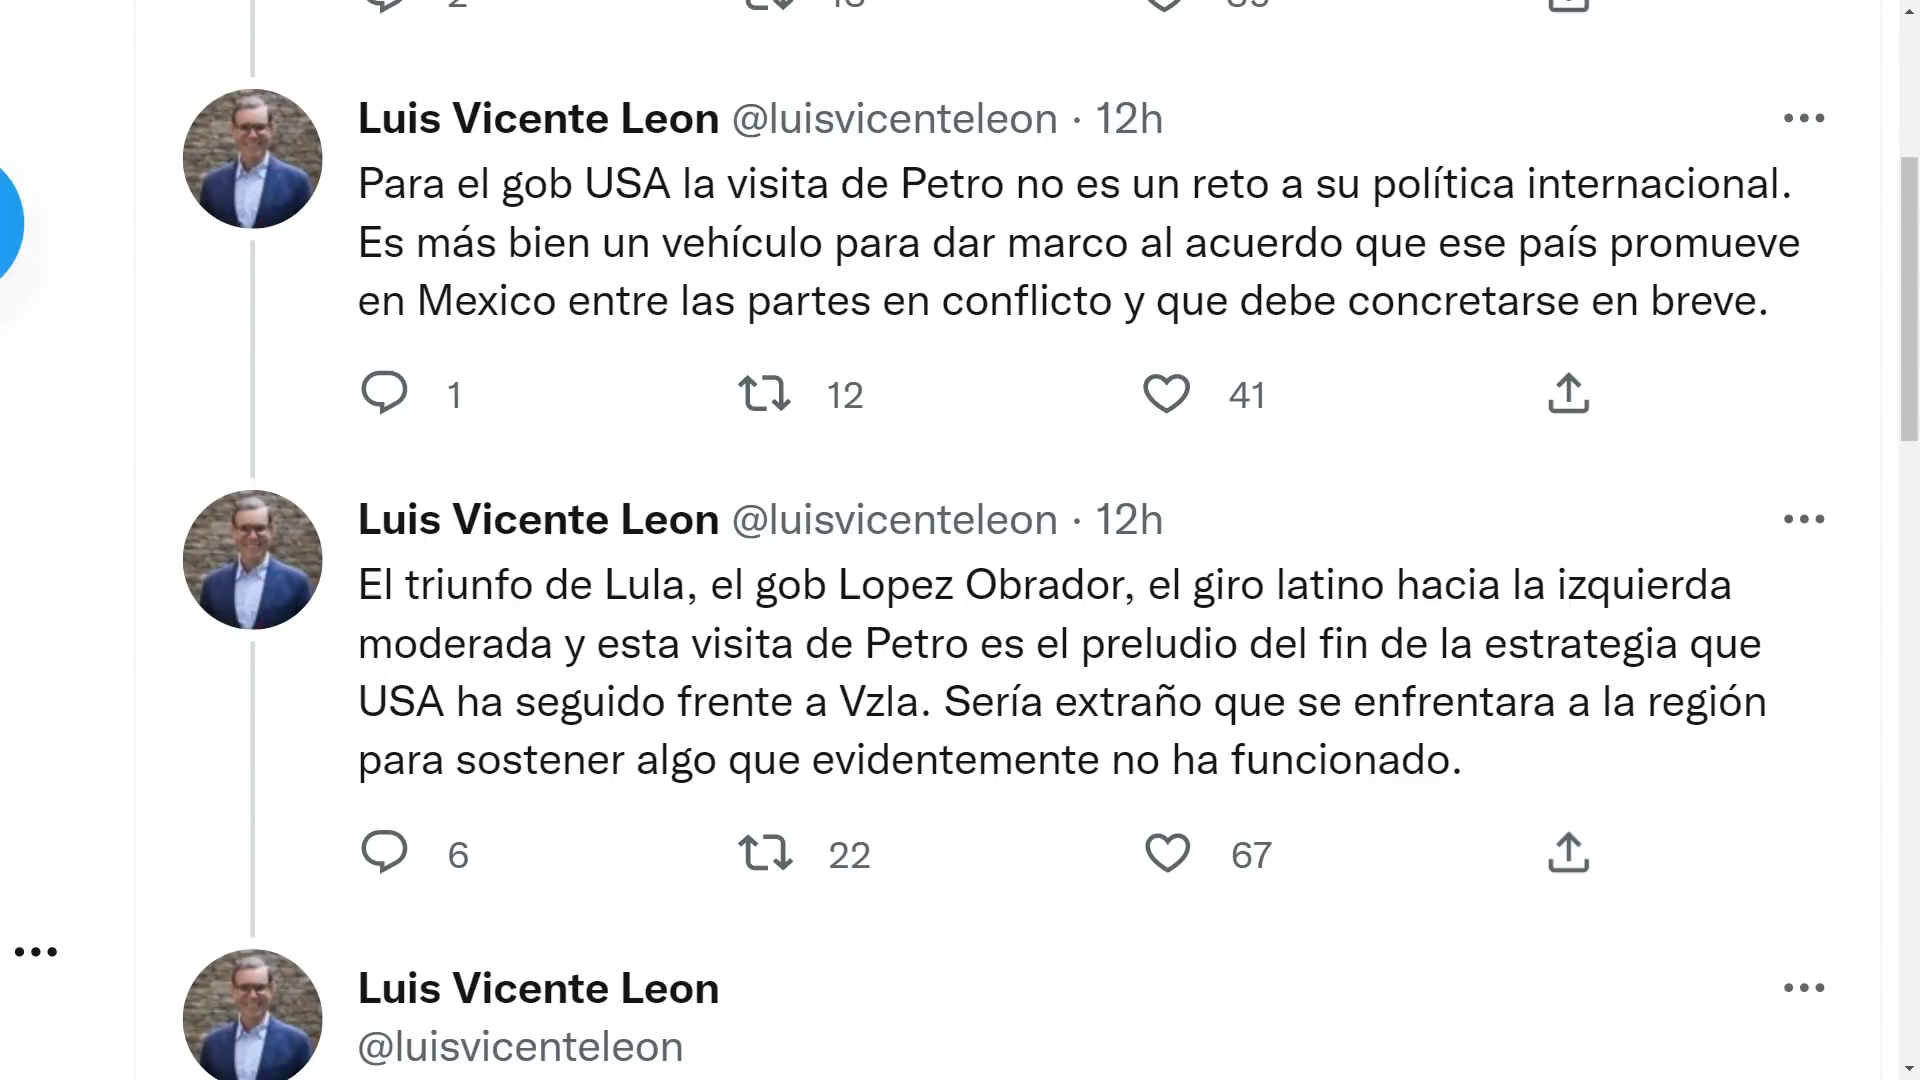 Luis Vicente Leon @luisvicenteleon · 12h
Para el gob USA la visita de Petro no es un reto a su política internacional.
Es más bien un vehículo para dar marco al acuerdo que ese país promueve
en Mexico entre las partes en conflicto y que debe concretarse en breve.
1 12 41
Luis Vicente Leon @luisvicenteleon · 12h
El triunfo de Lula, el gob Lopez Obrador, el giro latino hacia la izquierda
moderada y esta visita de Petro es el preludio del fin de la estrategia que
USA ha seguido frente a Vzla. Sería extraño que se enfrentara a la región
para sostener algo que evidentemente no ha funcionado.
6 22 67
Luis Vicente Leon
@luisvicenteleon